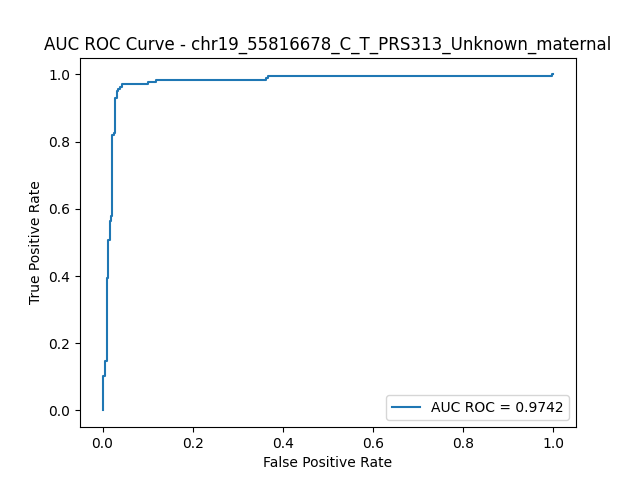 AUC ROC Curve - chr19_55816678_C_T_PRS313_Unknown_maternal
1.0
0.8
0.6
0.4
0.2
0.0
True Positive Rate
AUC ROC = 0.9742
0.0 0.2 0.4 0.6 0.8 1.0
False Positive Rate